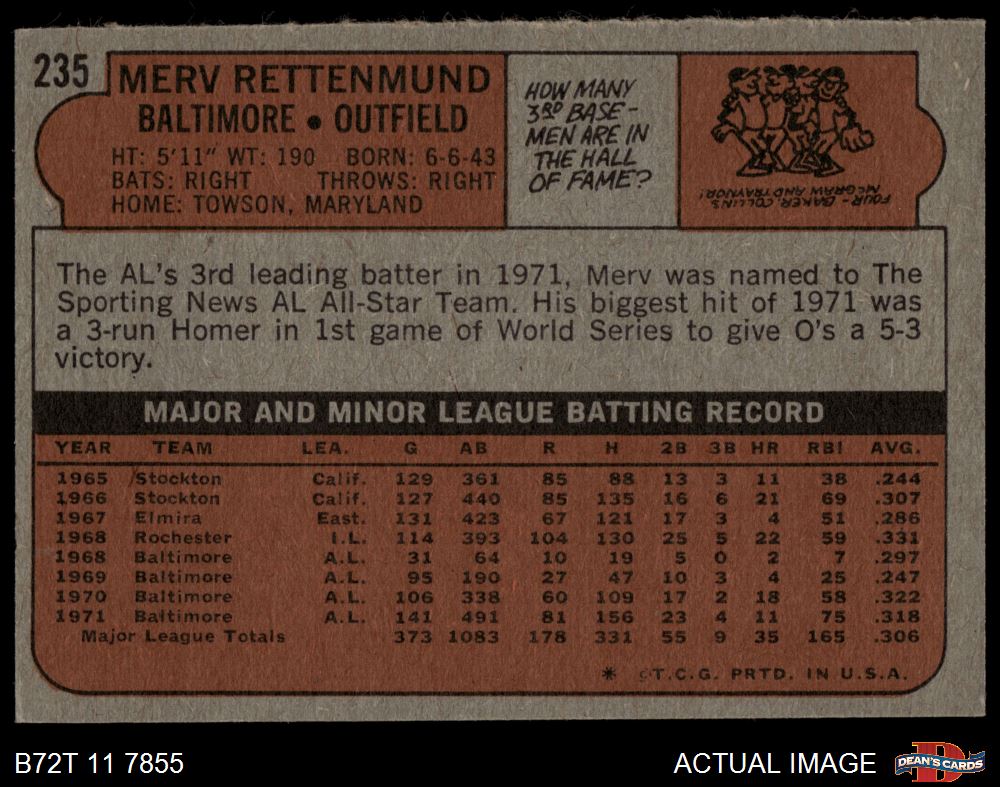 235
MERV RETTENMUND
BALTIMORE • OUTFIELD
HT: 5'11" WT: 190 BORN: 6-6-43
BATS: RIGHT THROWS: RIGHT
HOME: TOWSON, MARYLAND
HOW MANY
3RD BASE-
MEN ARE IN
THE HALL
OF FAME?
FOUR - BAKER, COLLINS,
McGRAW AND TRAYNOR!
The AL's 3rd leading batter in 1971, Merv was named to The
Sporting News AL All-Star Team. His biggest hit of 1971 was
a 3-run Homer in 1st game of World Series to give O's a 5-3
victory.
MAJOR AND MINOR LEAGUE BATTING RECORD
YEAR TEAM LEA. G AB R H 2B 3B HR RBI AVG.
1965 Stockton Calif. 129 361 85 88 13 3 11 38 .244
1966 Stockton Calif. 127 440 85 135 16 6 21 69 .307
1967 Elmira East. 131 423 67 121 17 3 4 51 .286
1968 Rochester I.L. 114 393 104 130 25 5 22 59 .331
1968 Baltimore A.L. 31 64 10 19 5 0 2 7 .297
1969 Baltimore A.L. 95 190 27 47 10 3 4 25 .247
1970 Baltimore A.L. 106 338 60 109 17 2 18 58 .322
1971 Baltimore A.L. 141 491 81 156 23 4 11 75 .318
Major League Totals 373 1083 178 331 55 9 35 165 .306
* ©T.C.G. PRTD. IN U.S.A.
B72T 11 7855
ACTUAL IMAGE
DEAN'S CARDS